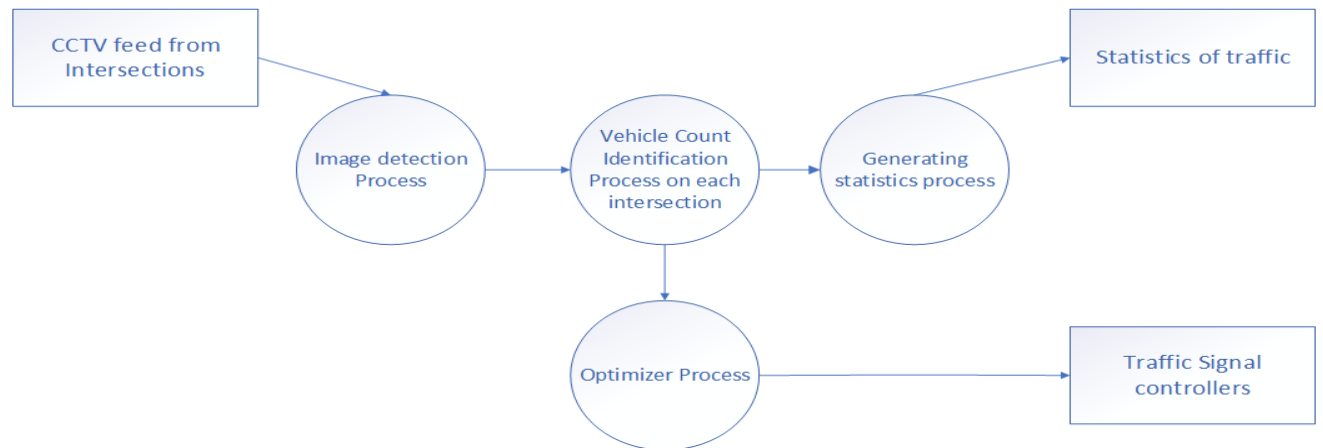 CCTV feed from
Intersections
Statistics of traffic
Image detection
Process
Vehicle Count
Identification
Process on each
intersection
Generating
statistics process
Optimizer Process
Traffic Signal
controllers